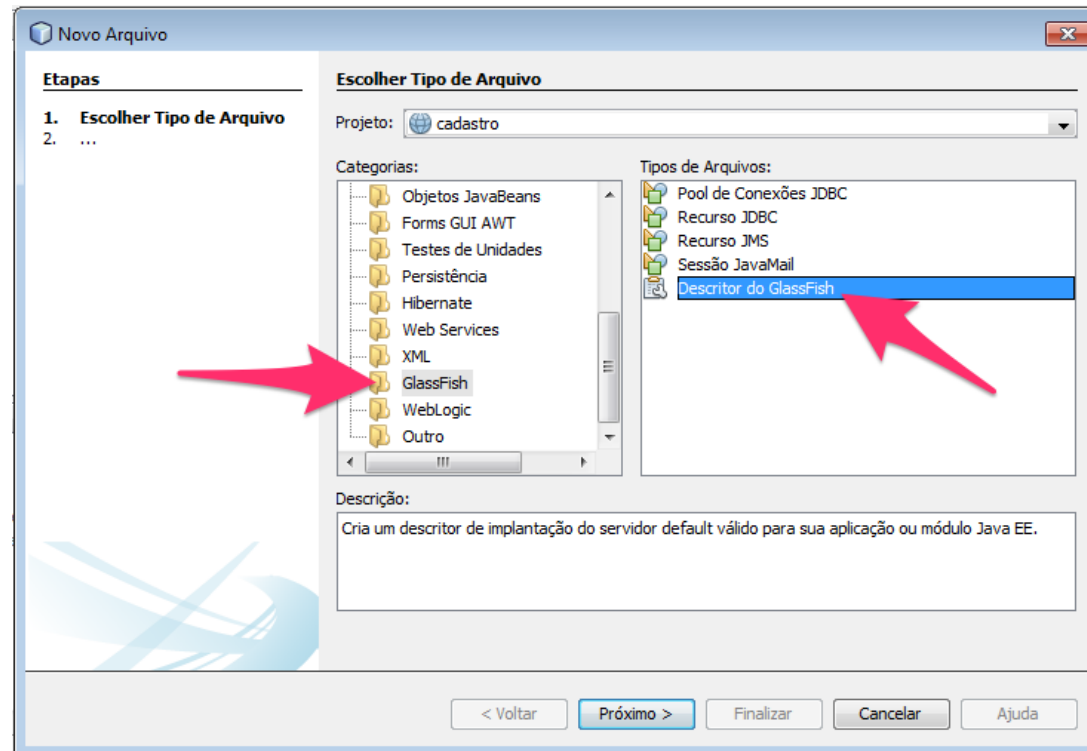 Novo Arquivo
Etapas
1. Escolher Tipo de Arquivo
2. ...
Escolher Tipo de Arquivo
Projeto: cadastro
Categorias:
Objetos JavaBeans
Forms GUI AWT
Testes de Unidades
Persistência
Hibernate
Web Services
XML
GlassFish
WebLogic
Outro
Tipos de Arquivos:
Pool de Conexões JDBC
Recurso JDBC
Recurso JMS
Sessão JavaMail
Descritor do GlassFish
Descrição:
Cria um descritor de implantação do servidor default válido para sua aplicação ou módulo Java EE.
< Voltar Próximo > Finalizar Cancelar Ajuda